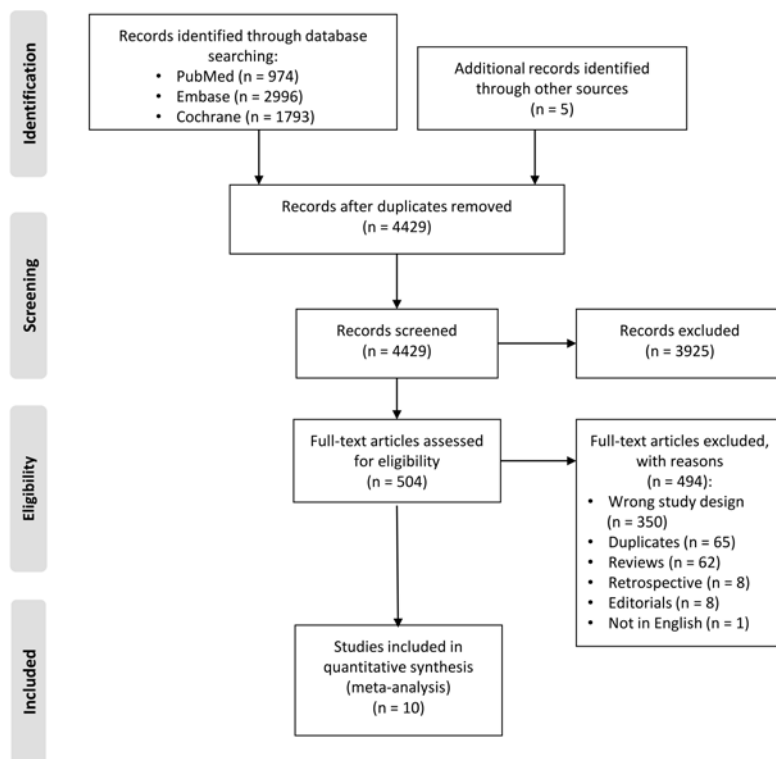 Identification
Records identified through database
searching:
• PubMed (n = 974)
• Embase (n = 2996)
• Cochrane (n = 1793)
Additional records identified
through other sources
(n = 5)
Records after duplicates removed
(n = 4429)
Screening
Records screened
(n = 4429)
Records excluded
(n = 3925)
Eligibility
Full-text articles assessed
for eligibility
(n = 504)
Full-text articles excluded,
with reasons
(n = 494):
• Wrong study design
(n = 350)
• Duplicates (n = 65)
• Reviews (n = 62)
• Retrospective (n = 8)
• Editorials (n = 8)
• Not in English (n = 1)
Included
Studies included in
quantitative synthesis
(meta-analysis)
(n = 10)